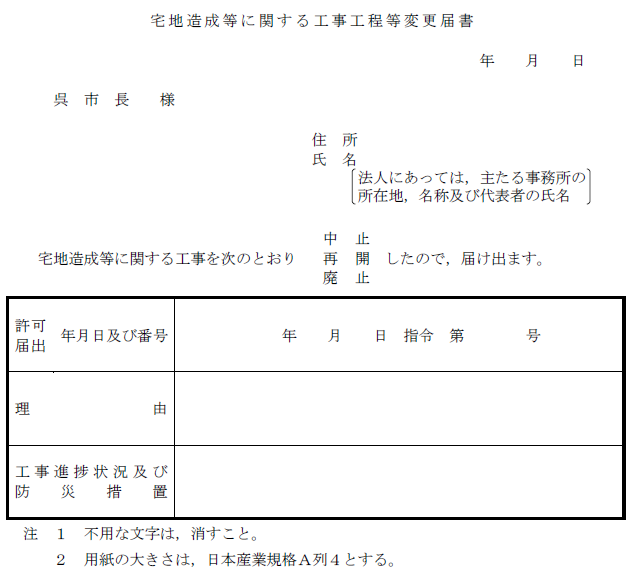 宅地造成等に関する工事工程等変更届書
年　　月　　日
呉　市　長　　様
住　所
氏　名
法人にあっては，主たる事務所の
所在地，名称及び代表者の氏名
中　止
宅地造成等に関する工事を次のとおり　再　開　したので，届け出ます。
廃　止
許可
届出　年月日及び番号　年　　月　　日　指令　第　　　　号
理　　　　　　　　由
工事進捗状況及び
防　災　措　置
注　１　不用な文字は，消すこと。
２　用紙の大きさは，日本産業規格Ａ列４とする。